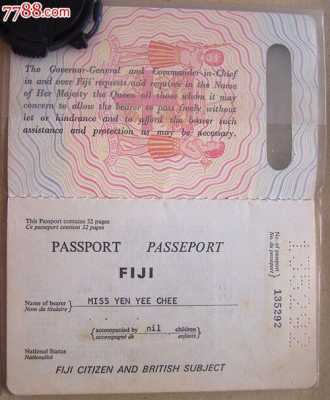 7788.com
The Governor-General and Commander-in-Chief
in and over Fiji requests and requires in the Name
of Her Majesty the Queen all those whom it may
concern to allow the bearer to pass freely without
let or hindrance and to afford the bearer such
assistance and protection as may be necessary.
This Passport contains 32 pages
Ce passeport contient 32 pages
PASSPORT PASSEPORT
FIJI
No. of passport
No. du passeport
135292
Name of bearer MISS YEN YEE CHEE
Nom du titulaire
accompanied by nil children
accompagné de enfants
National Status
Nationalité
FIJI CITIZEN AND BRITISH SUBJECT